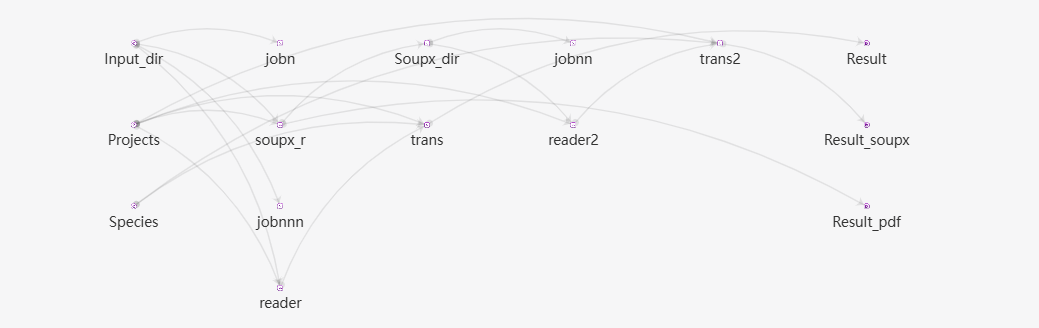 Input_dir jobn Soupx_dir jobnn trans2 Result
Projects soupx_r trans reader2 Result_soupx
Species jobnnn Result_pdf
reader